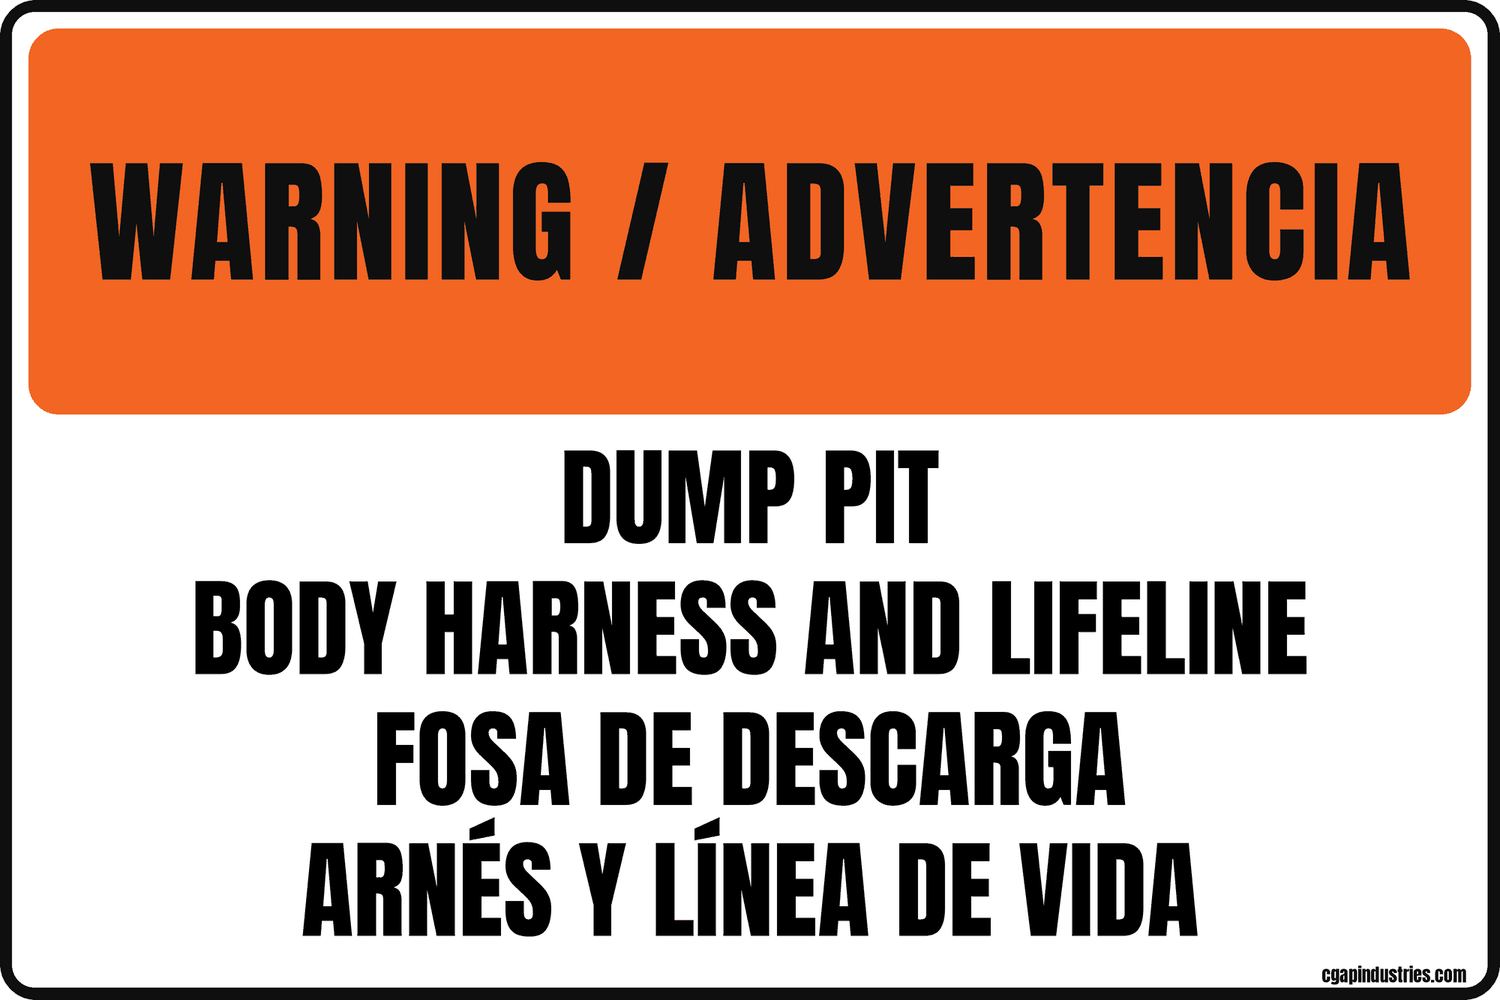 WARNING / ADVERTENCIA
DUMP PIT
BODY HARNESS AND LIFELINE
FOSA DE DESCARGA
ARNÉS Y LÍNEA DE VIDA
cgapindustries.com